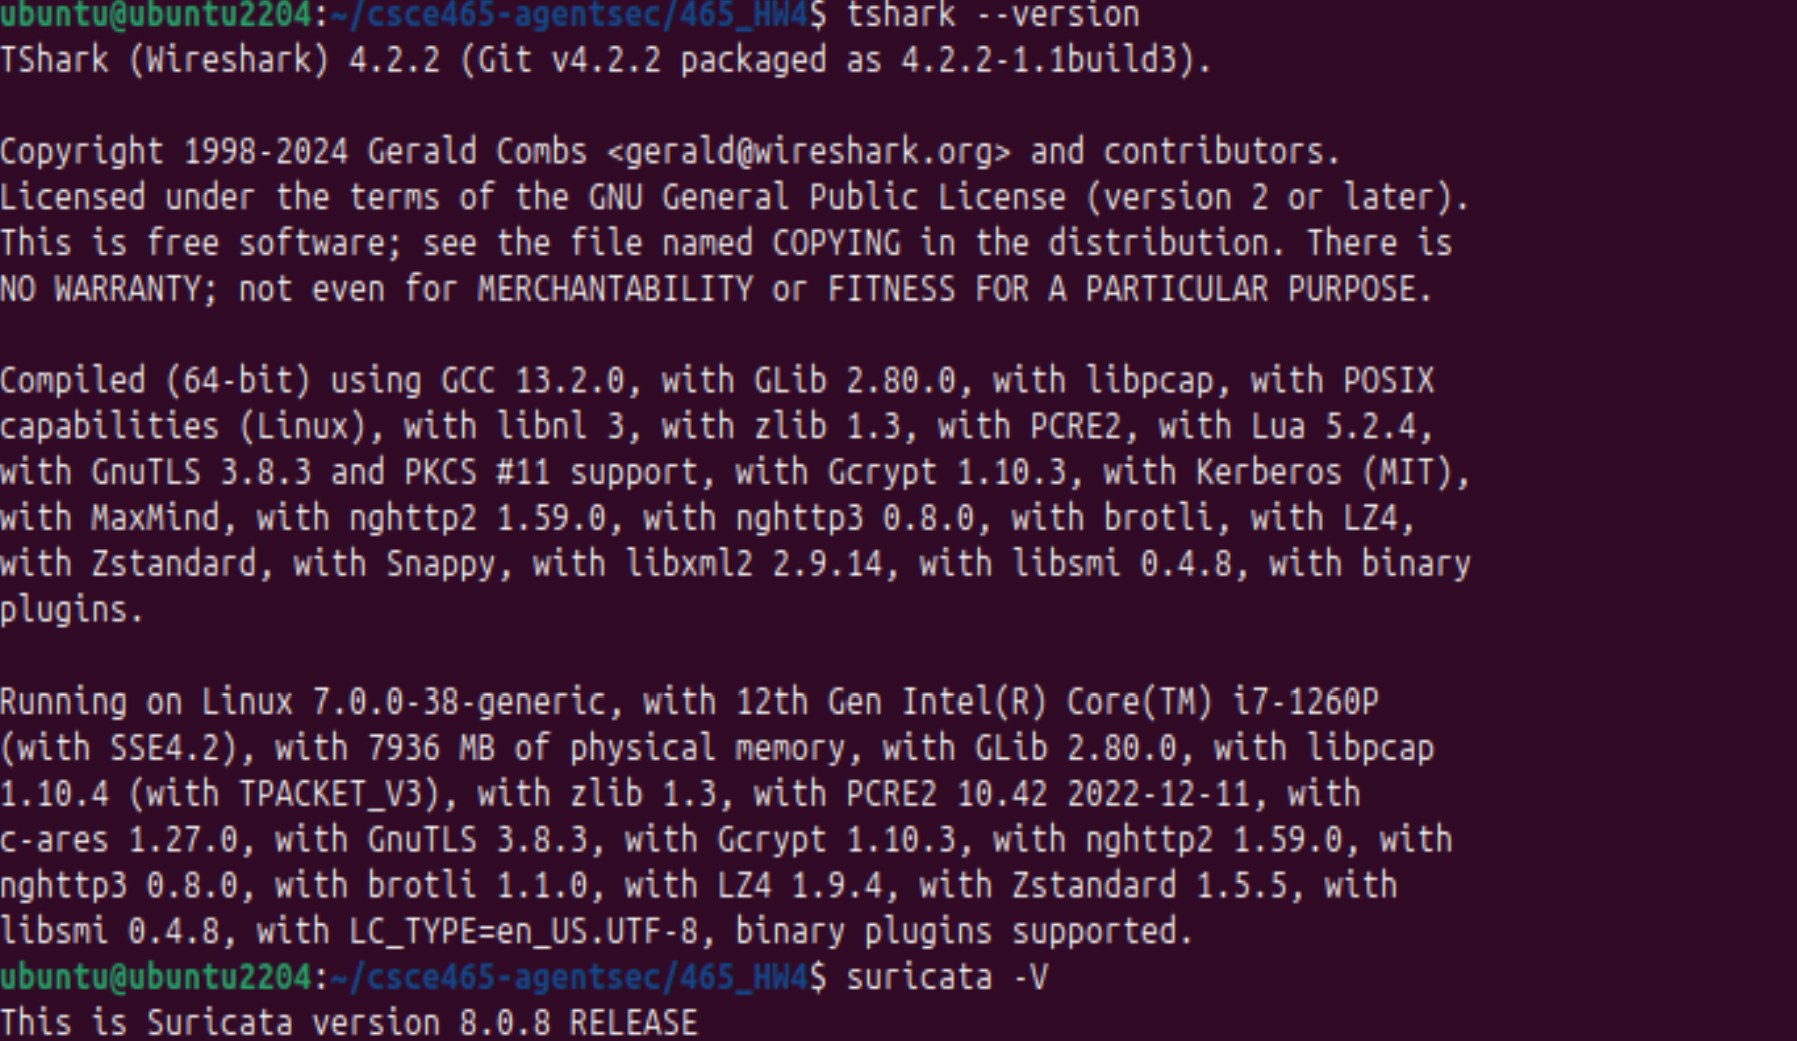 ubuntu@ubuntu2204:~/csce465-agentsec/465_HW4$ tshark --version
TShark (Wireshark) 4.2.2 (Git v4.2.2 packaged as 4.2.2-1.1build3).
Copyright 1998-2024 Gerald Combs <gerald@wireshark.org> and contributors.
Licensed under the terms of the GNU General Public License (version 2 or later).
This is free software; see the file named COPYING in the distribution. There is
NO WARRANTY; not even for MERCHANTABILITY or FITNESS FOR A PARTICULAR PURPOSE.
Compiled (64-bit) using GCC 13.2.0, with GLib 2.80.0, with libpcap, with POSIX
capabilities (Linux), with libnl 3, with zlib 1.3, with PCRE2, with Lua 5.2.4,
with GnuTLS 3.8.3 and PKCS #11 support, with Gcrypt 1.10.3, with Kerberos (MIT),
with MaxMind, with nghttp2 1.59.0, with nghttp3 0.8.0, with brotli, with LZ4,
with Zstandard, with Snappy, with libxml2 2.9.14, with libsmi 0.4.8, with binary
plugins.
Running on Linux 7.0.0-38-generic, with 12th Gen Intel(R) Core(TM) i7-1260P
(with SSE4.2), with 7936 MB of physical memory, with GLib 2.80.0, with libpcap
1.10.4 (with TPACKET_V3), with zlib 1.3, with PCRE2 10.42 2022-12-11, with
c-ares 1.27.0, with GnuTLS 3.8.3, with Gcrypt 1.10.3, with nghttp2 1.59.0, with
nghttp3 0.8.0, with brotli 1.1.0, with LZ4 1.9.4, with Zstandard 1.5.5, with
libsmi 0.4.8, with LC_TYPE=en_US.UTF-8, binary plugins supported.
ubuntu@ubuntu2204:~/csce465-agentsec/465_HW4$ suricata -V
This is Suricata version 8.0.8 RELEASE